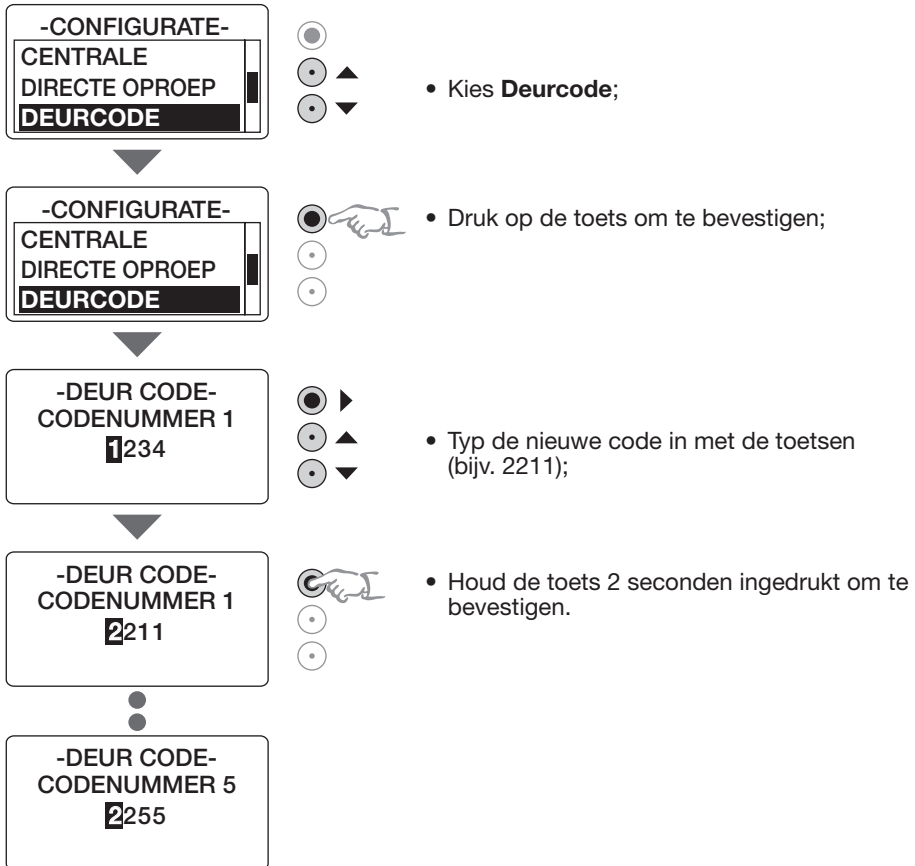 -CONFIGURATE-
CENTRALE
DIRECTE OPROEP
DEURCODE
• Kies Deurcode;
-CONFIGURATE-
CENTRALE
DIRECTE OPROEP
DEURCODE
• Druk op de toets om te bevestigen;
-DEUR CODE-
CODENUMMER 1
1234
• Typ de nieuwe code in met de toetsen
(bijv. 2211);
-DEUR CODE-
CODENUMMER 1
2211
• Houd de toets 2 seconden ingedrukt om te
bevestigen.
-DEUR CODE-
CODENUMMER 5
2255